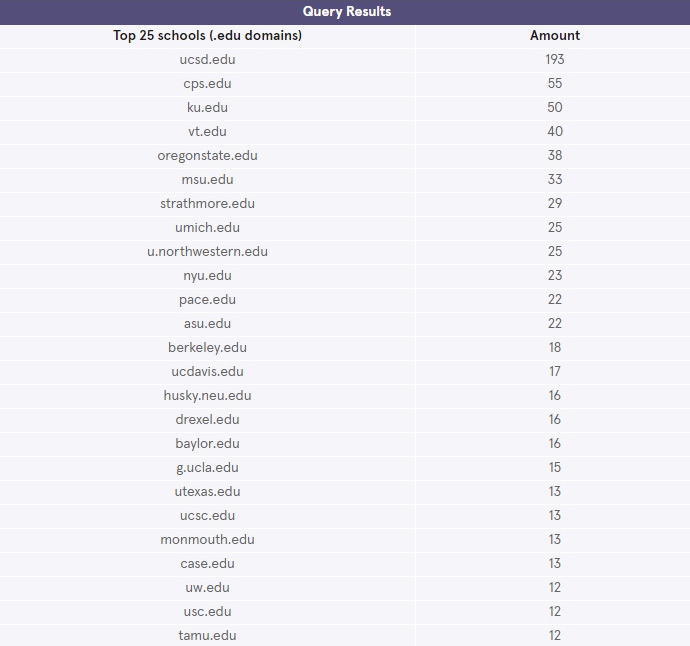 Query Results
Top 25 schools (.edu domains) Amount
ucsd.edu 193
cps.edu 55
ku.edu 50
vt.edu 40
oregonstate.edu 38
msu.edu 33
strathmore.edu 29
umich.edu 25
u.northwestern.edu 25
nyu.edu 23
pace.edu 22
asu.edu 22
berkeley.edu 18
ucdavis.edu 17
husky.neu.edu 16
drexel.edu 16
baylor.edu 16
g.ucla.edu 15
utexas.edu 13
ucsc.edu 13
monmouth.edu 13
case.edu 13
uw.edu 12
usc.edu 12
tamu.edu 12